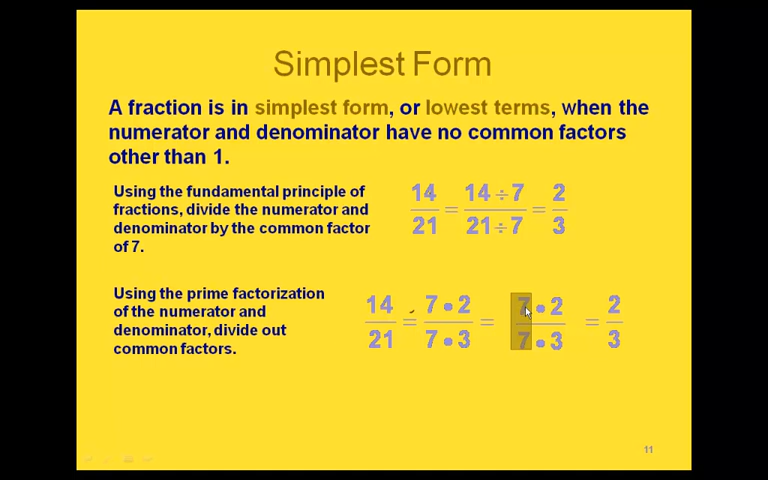 Simplest Form
A fraction is in simplest form, or lowest terms, when the
numerator and denominator have no common factors
other than 1.
Using the fundamental principle of
fractions, divide the numerator and
denominator by the common factor
of 7.
14/21 = 14 ÷ 7/21 ÷ 7 = 2/3
Using the prime factorization
of the numerator and
denominator, divide out
common factors.
14/21 = 7 • 2/7 • 3 = 7 • 2/7 • 3 = 2/3
11